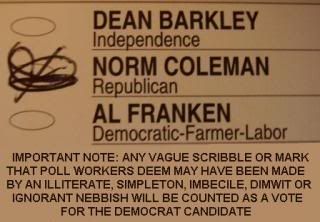 DEAN BARKLEY
Independence
NORM COLEMAN
Republican
AL FRANKEN
Democratic-Farmer-Labor
IMPORTANT NOTE: ANY VAGUE SCRIBBLE OR MARK
THAT POLL WORKERS DEEM MAY HAVE BEEN MADE
BY AN ILLITERATE, SIMPLETON, IMBECILE, DIMWIT OR
IGNORANT NEBBISH WILL BE COUNTED AS A VOTE
FOR THE DEMOCRAT CANDIDATE